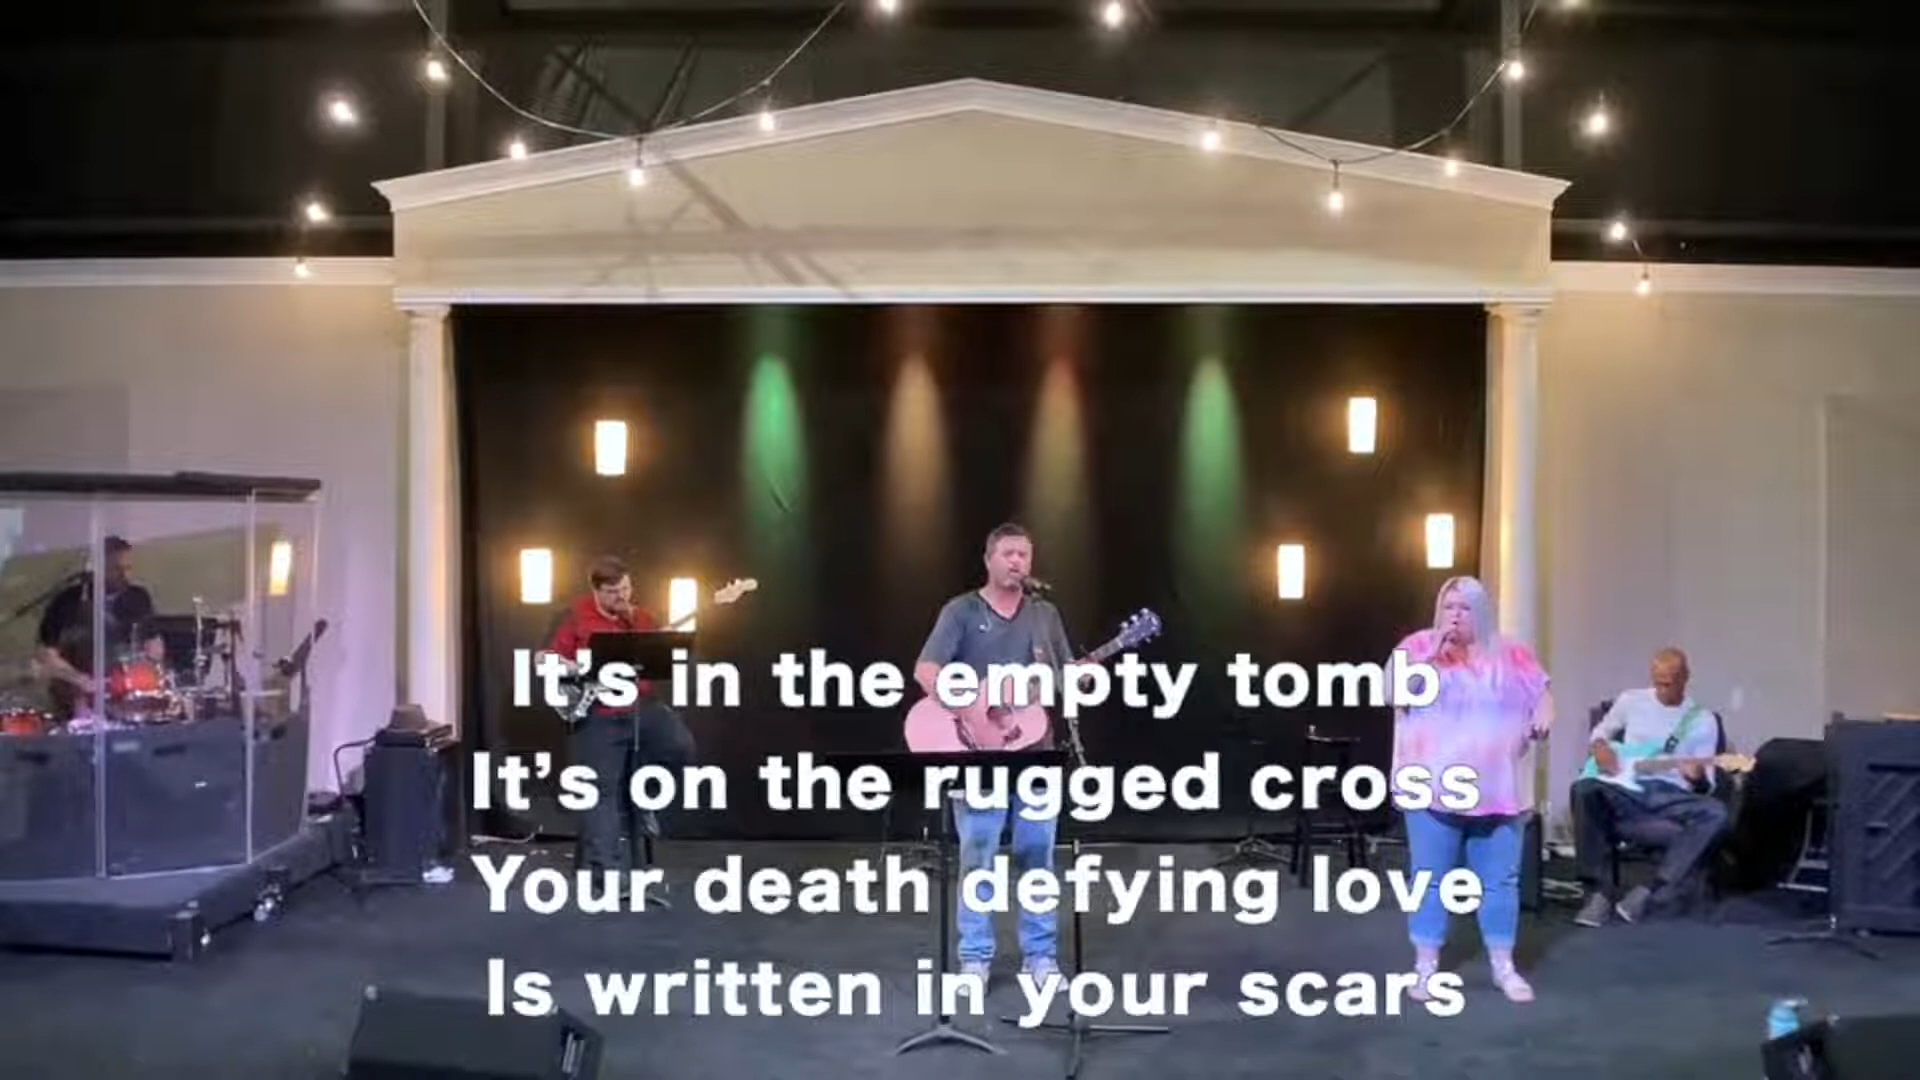 It's in the empty tomb
It's on the rugged cross
Your death defying love
Is written in your scars